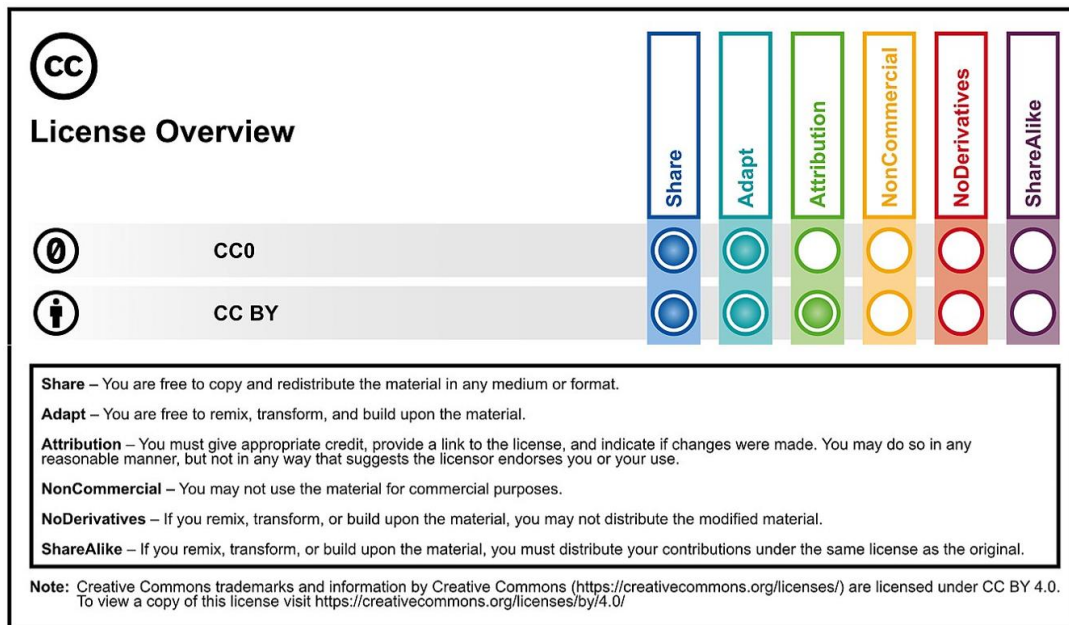 CC
License Overview
Share
Adapt
Attribution
NonCommercial
NoDerivatives
ShareAlike
0
CC0
CC BY
Share – You are free to copy and redistribute the material in any medium or format.
Adapt – You are free to remix, transform, and build upon the material.
Attribution – You must give appropriate credit, provide a link to the license, and indicate if changes were made. You may do so in any
reasonable manner, but not in any way that suggests the licensor endorses you or your use.
NonCommercial – You may not use the material for commercial purposes.
NoDerivatives – If you remix, transform, or build upon the material, you may not distribute the modified material.
ShareAlike – If you remix, transform, or build upon the material, you must distribute your contributions under the same license as the original.
Note: Creative Commons trademarks and information by Creative Commons (https://creativecommons.org/licenses/) are licensed under CC BY 4.0.
To view a copy of this license visit https://creativecommons.org/licenses/by/4.0/